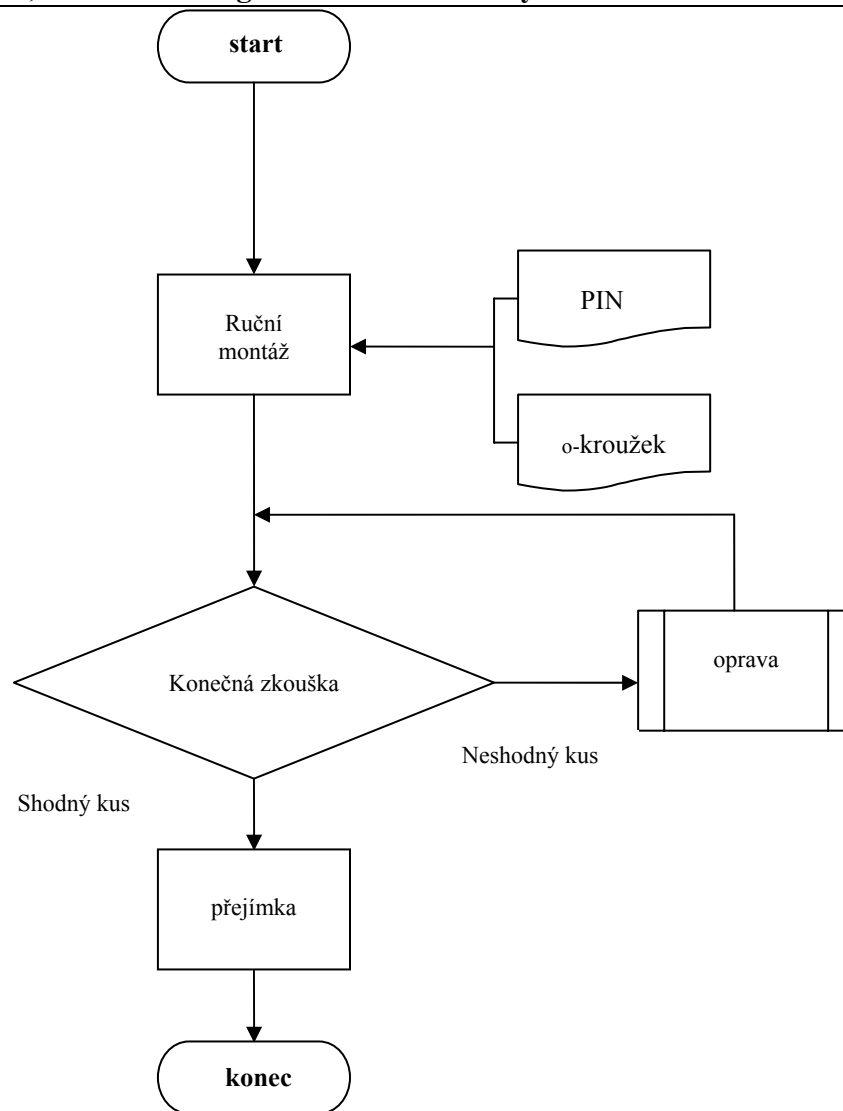 start
PIN
Ruční
montáž
o-kroužek
oprava
Konečná zkouška
Neshodný kus
Shodný kus
přejímka
konec